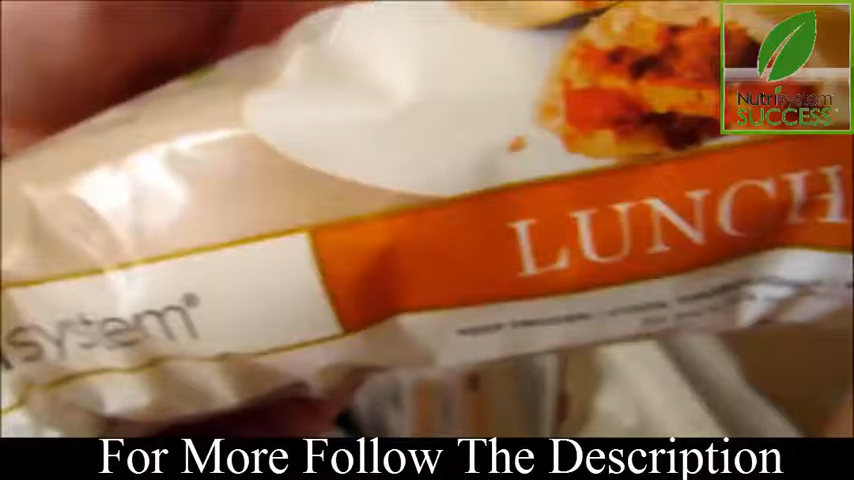 Nutrisystem
SUCCESS
LUNCH
system®
For More Follow The Description